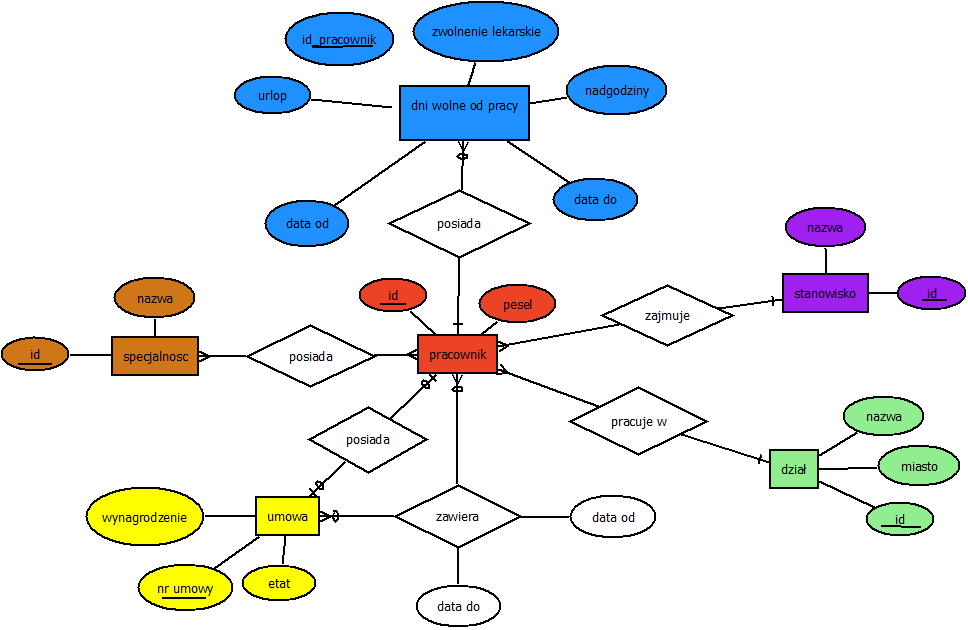 zwolnenie lekarskie
id_pracownik
urlop
nadgodziny
dni wolne od pracy
data od
data do
posiada
nazwa
stanowisko
id
id
pesel
nazwa
zajmuje
id
specjalnosc
posiada
pracownik
posiada
pracuje w
nazwa
dział
miasto
id
wynagrodzenie
umowa
zawiera
data od
nr umowy
etat
data do